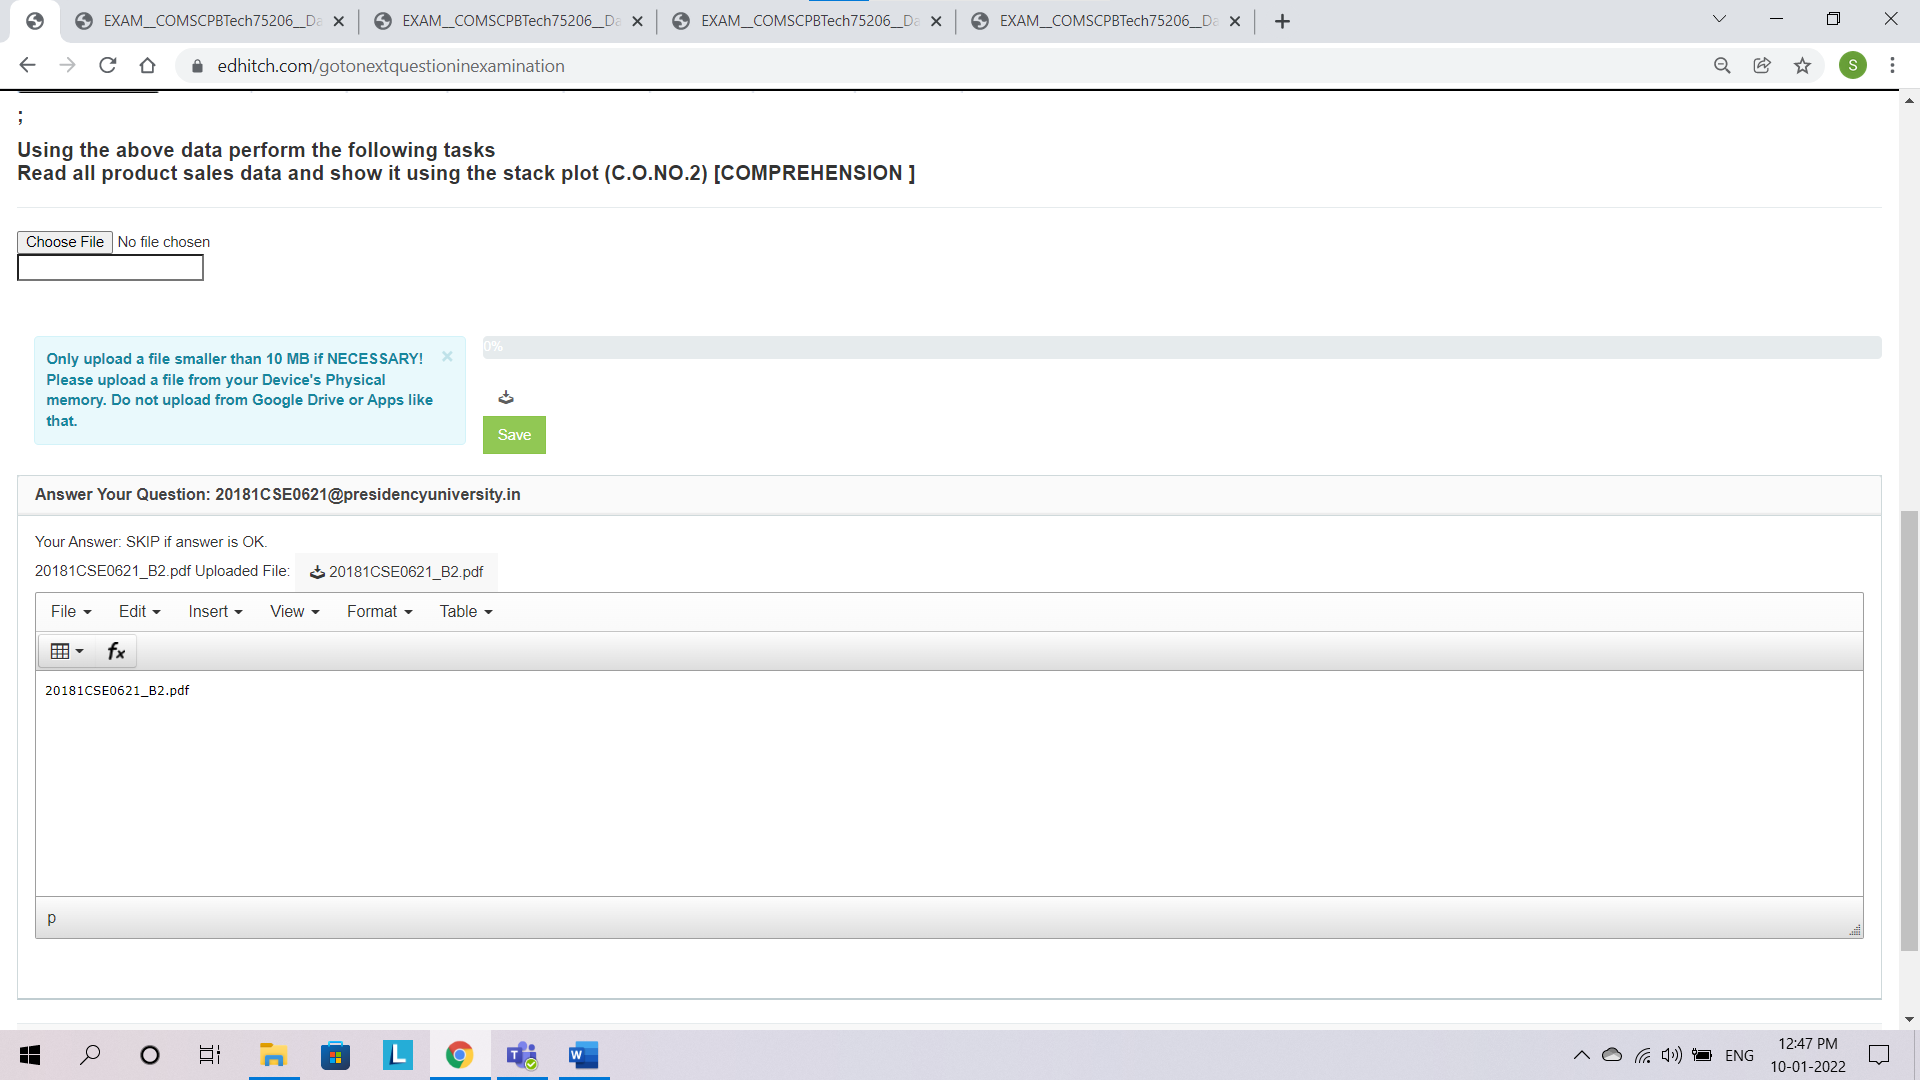 EXAM__COMSCPBTech75206__Da
EXAM__COMSCPBTech75206__Da
EXAM__COMSCPBTech75206__Da
EXAM__COMSCPBTech75206__Da
edhitch.com/gotonextquestioninexamination
S
;
Using the above data perform the following tasks
Read all product sales data and show it using the stack plot (C.O.NO.2) [COMPREHENSION ]
Choose File No file chosen
Only upload a file smaller than 10 MB if NECESSARY! ×
Please upload a file from your Device's Physical
memory. Do not upload from Google Drive or Apps like
that.
0%
Save
Answer Your Question: 20181CSE0621@presidencyuniversity.in
Your Answer: SKIP if answer is OK.
20181CSE0621_B2.pdf Uploaded File: 20181CSE0621_B2.pdf
File Edit Insert View Format Table
fx
20181CSE0621_B2.pdf
p
L
T
W
ENG
12:47 PM
10-01-2022